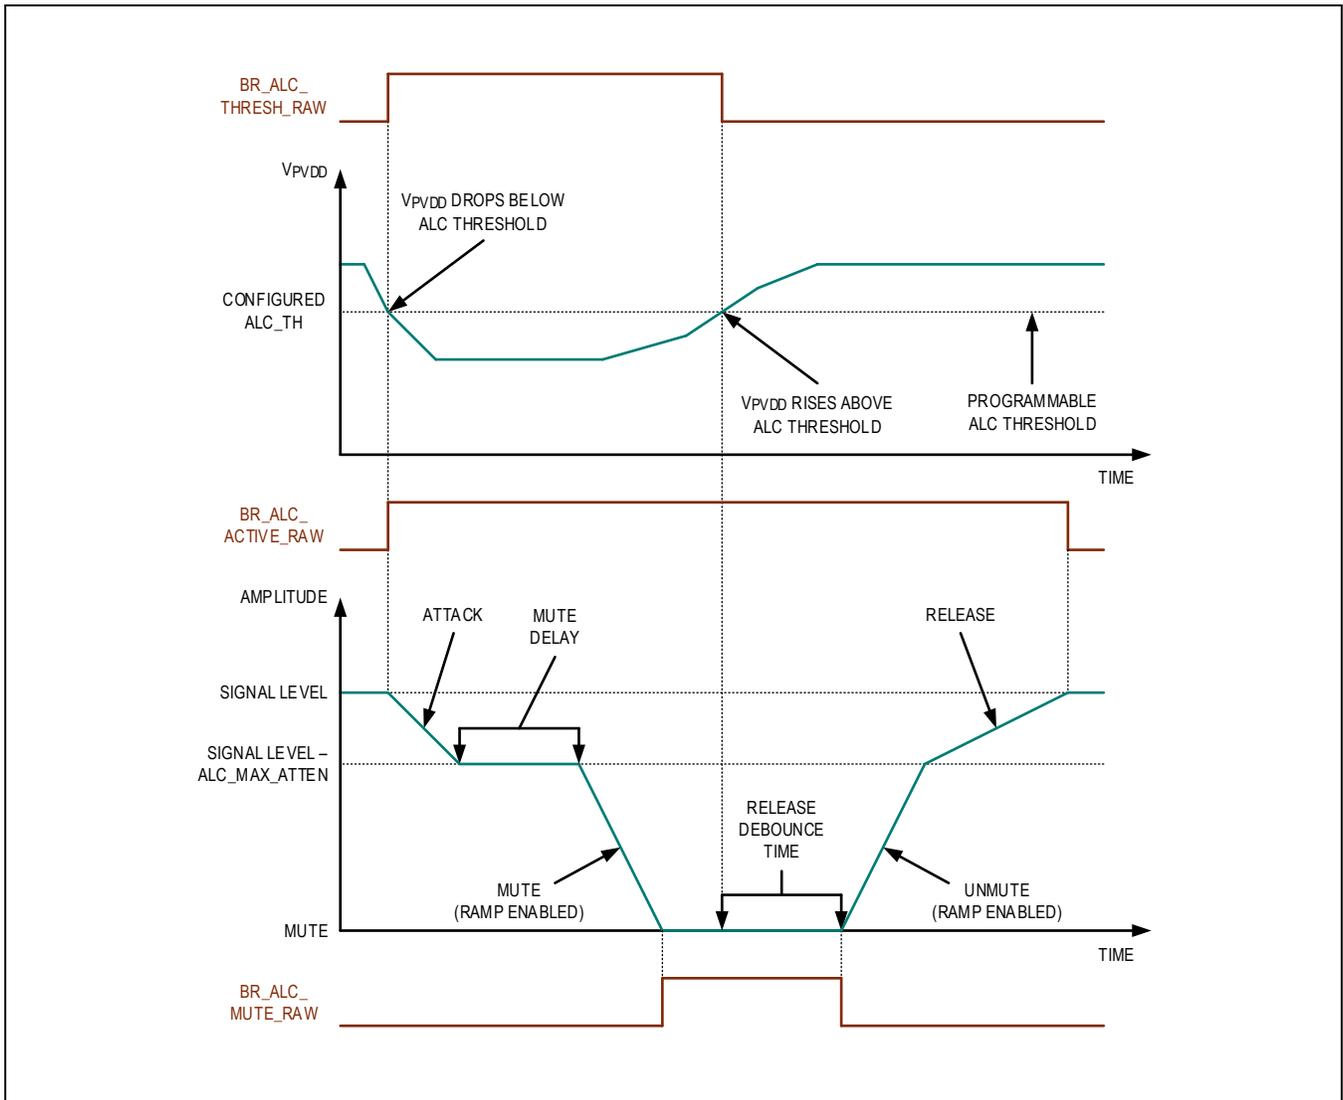 BR_ALC_
THRESH_RAW
VPVDD
VPVDD DROPS BELOW
ALC THRESHOLD
CONFIGURED
ALC_TH
VPVDD RISES ABOVE
ALC THRESHOLD
PROGRAMMABLE
ALC THRESHOLD
TIME
BR_ALC_
ACTIVE_RAW
AMPLITUDE
ATTACK
MUTE
DELAY
RELEASE
SIGNAL LEVEL
SIGNAL LEVEL –
ALC_MAX_ATTEN
RELEASE
DEBOUNCE
TIME
MUTE
(RAMP ENABLED)
UNMUTE
(RAMP ENABLED)
MUTE
TIME
BR_ALC_
MUTE_RAW